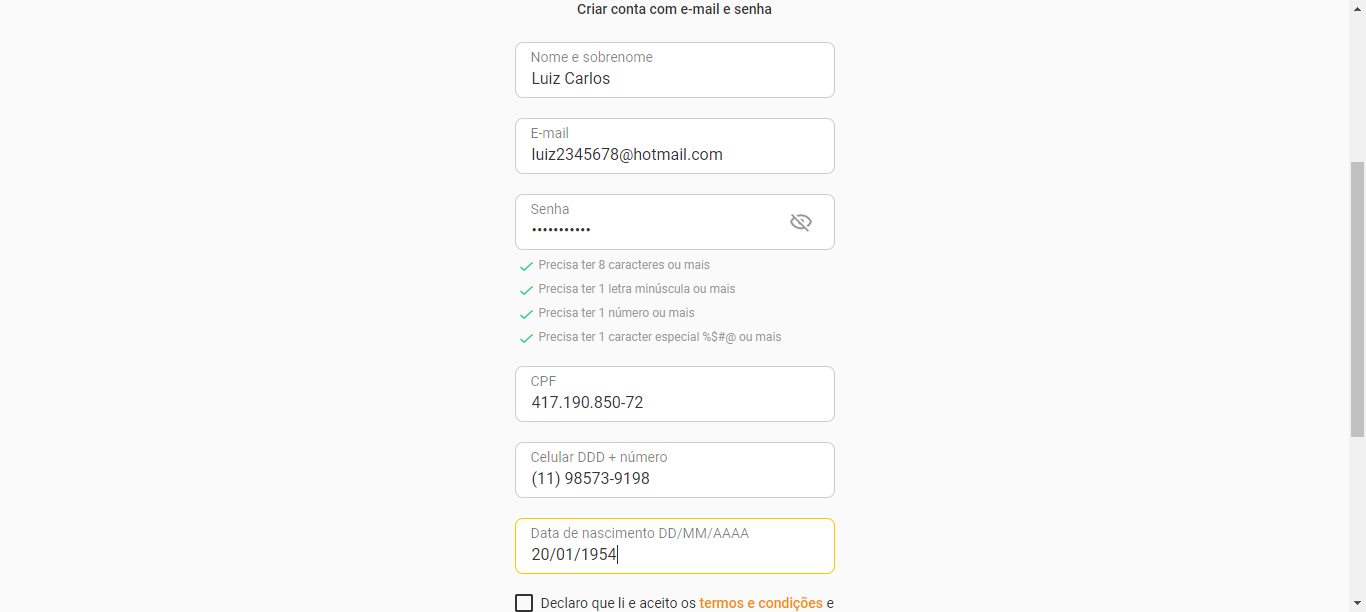 Criar conta com e-mail e senha
Nome e sobrenome
Luiz Carlos
E-mail
luiz2345678@hotmail.com
Senha
•••••••••••
Precisa ter 8 caracteres ou mais
Precisa ter 1 letra minúscula ou mais
Precisa ter 1 número ou mais
Precisa ter 1 caracter especial %$#@ ou mais
CPF
417.190.850-72
Celular DDD + número
(11) 98573-9198
Data de nascimento DD/MM/AAAA
20/01/1954
Declaro que li e aceito os termos e condições e